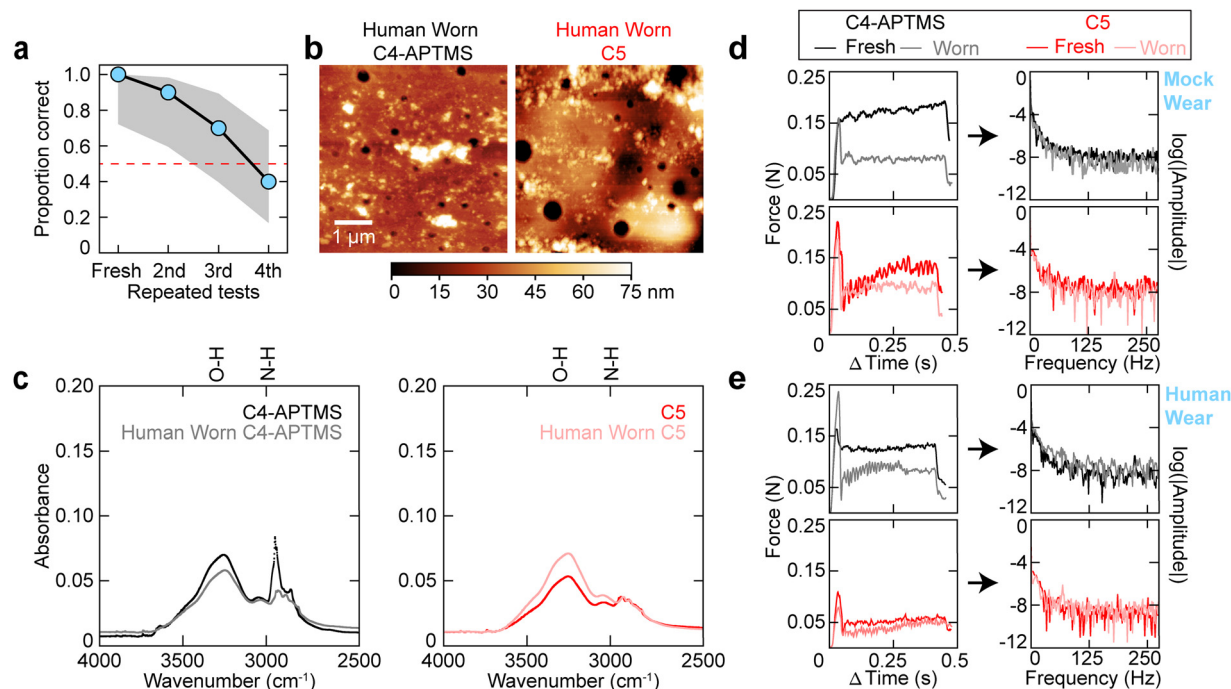 a
Proportion correct
1.0
0.8
0.6
0.4
0.2
0
Fresh 2nd 3rd 4th
Repeated tests
b
Human Worn
C4-APTMS
Human Worn
C5
1 µm
0 15 30 45 60 75 nm
c
O-H
N-H
Absorbance
0.20
0.15
0.10
0.05
0
C4-APTMS
Human Worn C4-APTMS
4000 3500 3000 2500
Wavenumber (cm⁻¹)
O-H
N-H
0.20
0.15
0.10
0.05
0
C5
Human Worn C5
4000 3500 3000 2500
Wavenumber (cm⁻¹)
C4-APTMS
Fresh Worn
C5
Fresh Worn
d
Mock
Wear
Force (N)
0.25
0.15
0.05
0
-4
-8
-12
0.25
0.15
0.05
0
-4
-8
-12
log(|Amplitude|)
0 0.25 0.5
Δ Time (s)
0 125 250
Frequency (Hz)
e
Human
Wear
Force (N)
0.25
0.15
0.05
0
-4
-8
-12
0.25
0.15
0.05
0
-4
-8
-12
log(|Amplitude|)
0 0.25 0.5
Δ Time (s)
0 125 250
Frequency (Hz)